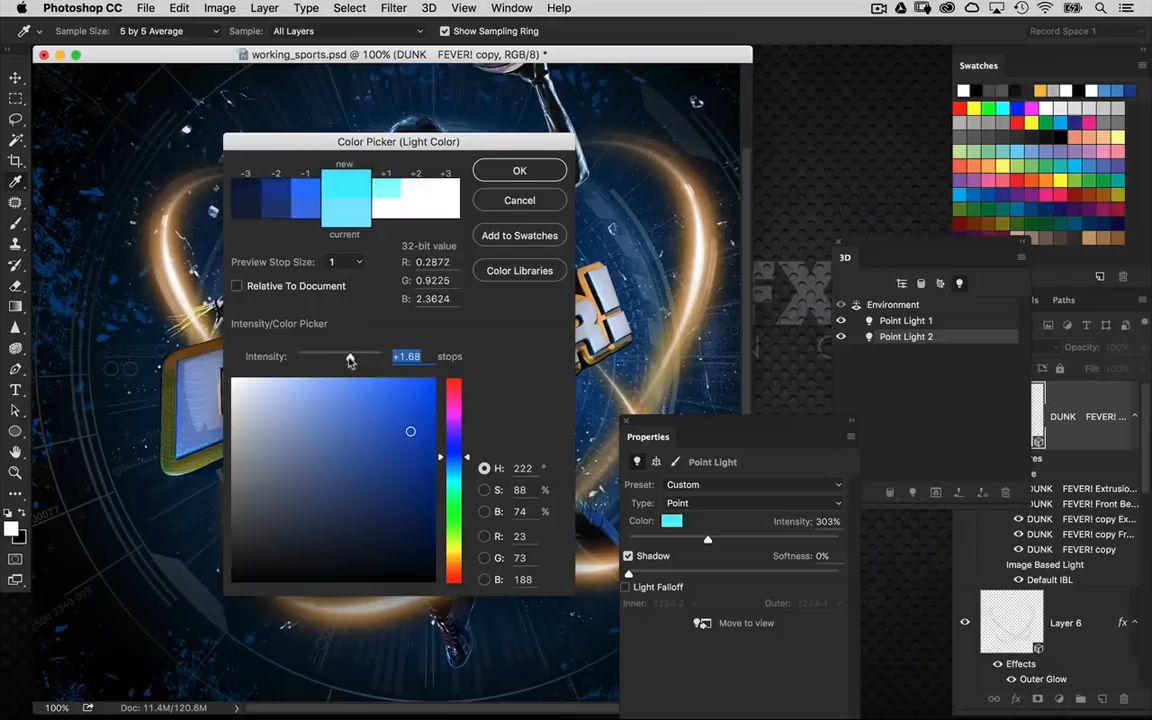 Photoshop CC File Edit Image Layer Type Select Filter 3D View Window Help
Sample Size: 5 by 5 Average Sample: All Layers Show Sampling Ring Record Space 1
working_sports.psd @ 100% (DUNK FEVER! copy, RGB/8) *
Swatches
Color Picker (Light Color)
new
-3 -2 -1 +1 +2 +3
current
OK
Cancel
Add to Swatches
Color Libraries
32-bit value
R: 0.2872
G: 0.9225
B: 2.3624
Preview Stop Size: 1
Relative To Document
Intensity/Color Picker
Intensity: +1.68 stops
H: 222 °
S: 88 %
B: 74 %
R: 23
G: 73
B: 188
3D
Environment
Point Light 1
Point Light 2
Paths
Opacity: 100%
Fill: 100%
DUNK FEVER! ...
DUNK FEVER! Extrusio...
DUNK FEVER! Front Be...
DUNK FEVER! copy Ex...
DUNK FEVER! copy Fr...
DUNK FEVER! copy
Image Based Light
Default IBL
Layer 6 fx
Effects
Outer Glow
Properties
Point Light
Preset: Custom
Type: Point
Color: Intensity: 303%
Shadow Softness: 0%
Light Falloff
Inner: 1224.2 Outer: 1224.4
Move to view
100% Doc: 11.4M/120.6M